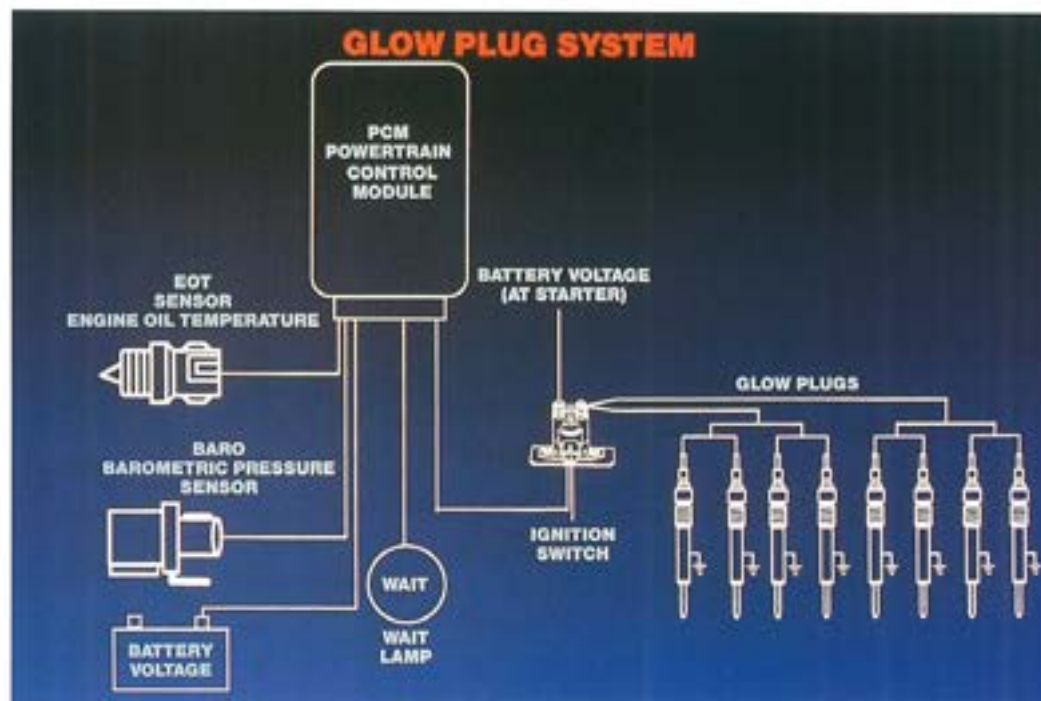 GLOW PLUG SYSTEM
PCM
POWERTRAIN
CONTROL
MODULE
EOT
SENSOR
ENGINE OIL TEMPERATURE
BATTERY VOLTAGE
(AT STARTER)
GLOW PLUGS
BARO
BAROMETRIC PRESSURE
SENSOR
IGNITION
SWITCH
WAIT
WAIT
LAMP
BATTERY
VOLTAGE